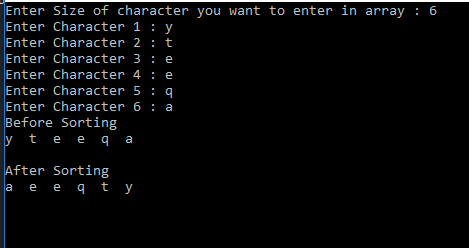 Enter Size of character you want to enter in array : 6
Enter Character 1 : y
Enter Character 2 : t
Enter Character 3 : e
Enter Character 4 : e
Enter Character 5 : q
Enter Character 6 : a
Before Sorting
y  t  e  e  q  a
After Sorting
a  e  e  q  t  y